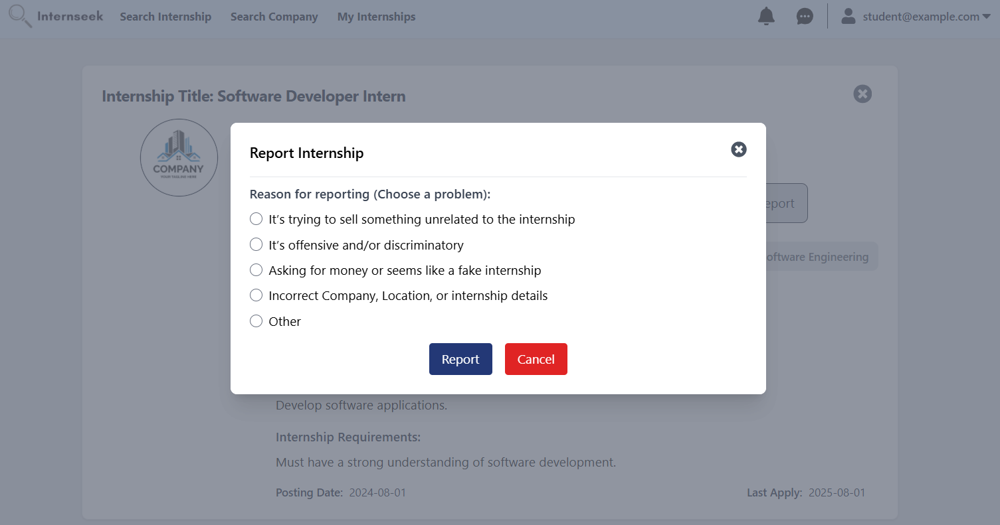 Internseek Search Internship Search Company My Internships student@example.com
Internship Title: Software Developer Intern
COMPANY
Report Internship
Reason for reporting (Choose a problem):
It’s trying to sell something unrelated to the internship
It’s offensive and/or discriminatory
Asking for money or seems like a fake internship
Incorrect Company, Location, or internship details
Other
Report Cancel
eport
oftware Engineering
Develop software applications.
Internship Requirements:
Must have a strong understanding of software development.
Posting Date: 2024-08-01 Last Apply: 2025-08-01